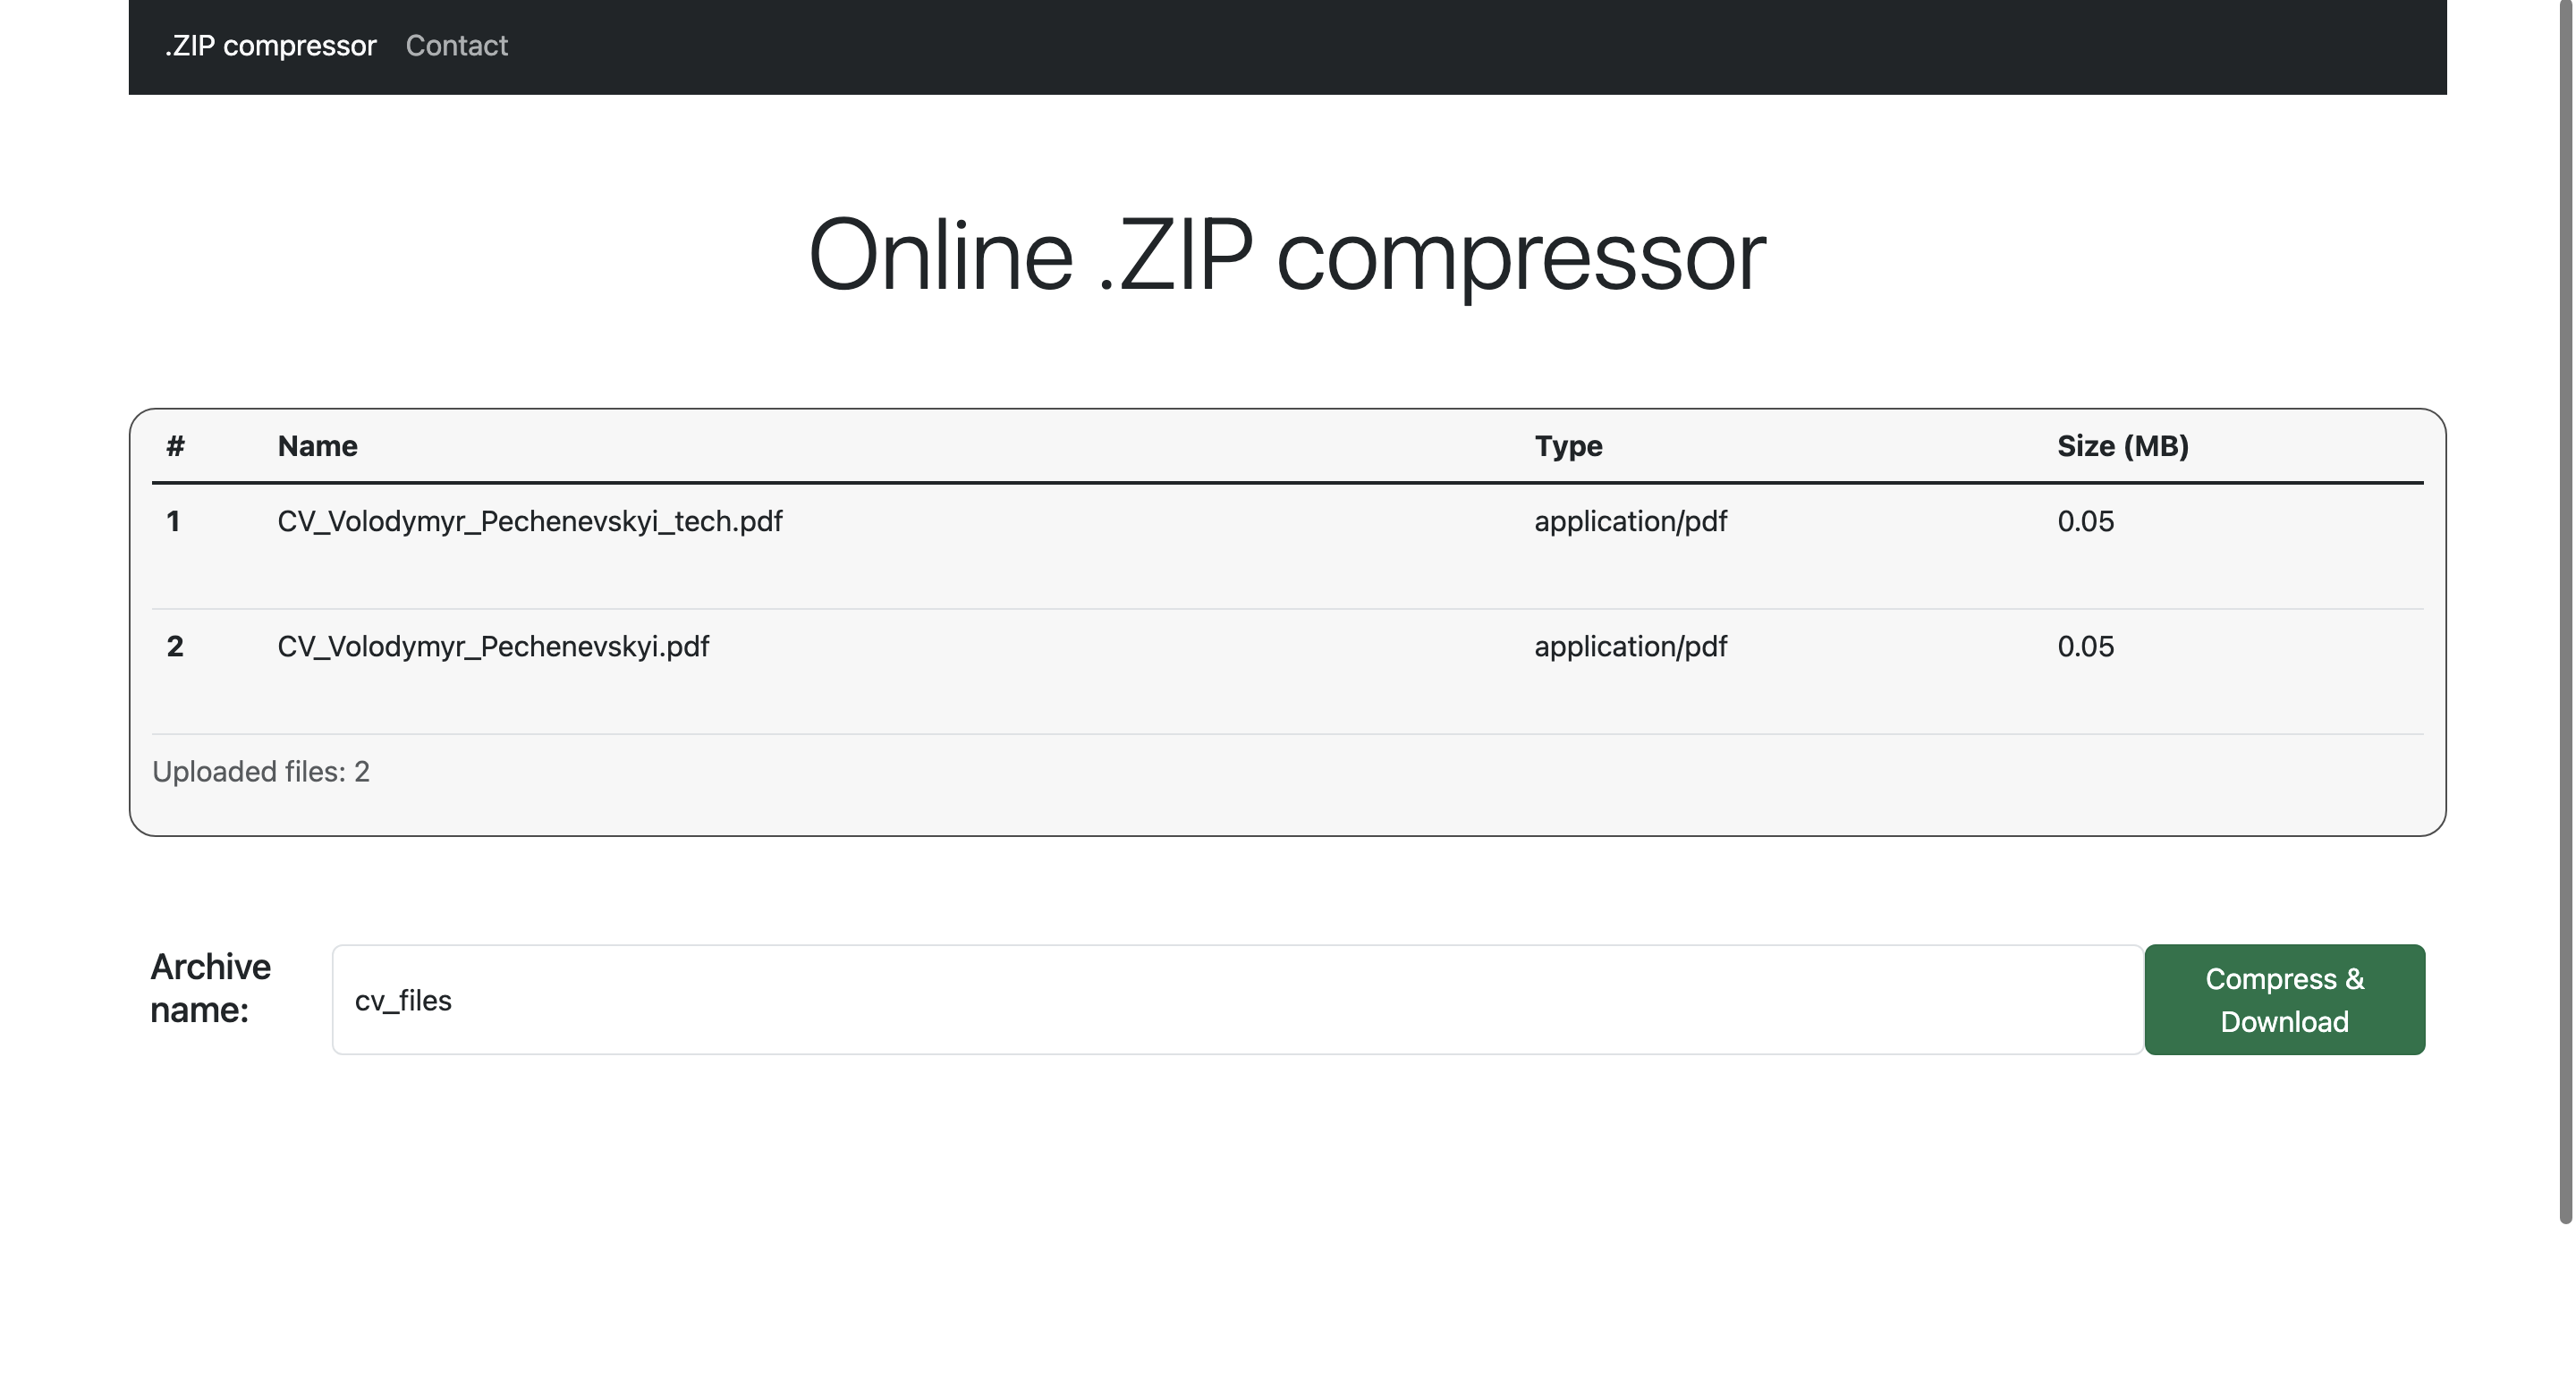 .ZIP compressor Contact
Online .ZIP compressor
# Name Type Size (MB)
1 CV_Volodymyr_Pechenevskyi_tech.pdf application/pdf 0.05
2 CV_Volodymyr_Pechenevskyi.pdf application/pdf 0.05
Uploaded files: 2
Archive
name:
cv_files
Compress &
Download